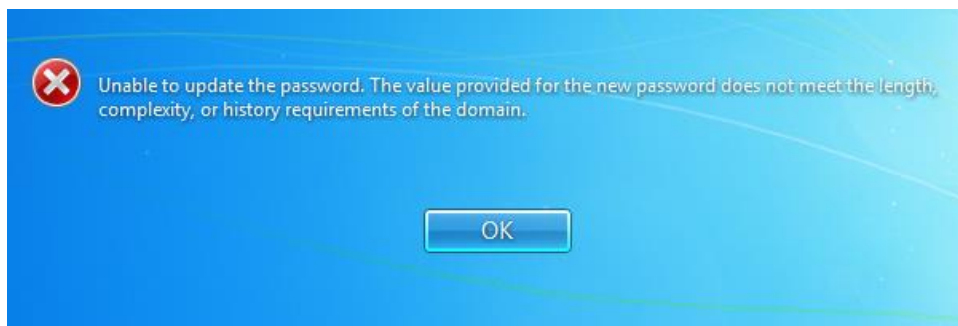 Unable to update the password. The value provided for the new password does not meet the length,
complexity, or history requirements of the domain.
OK